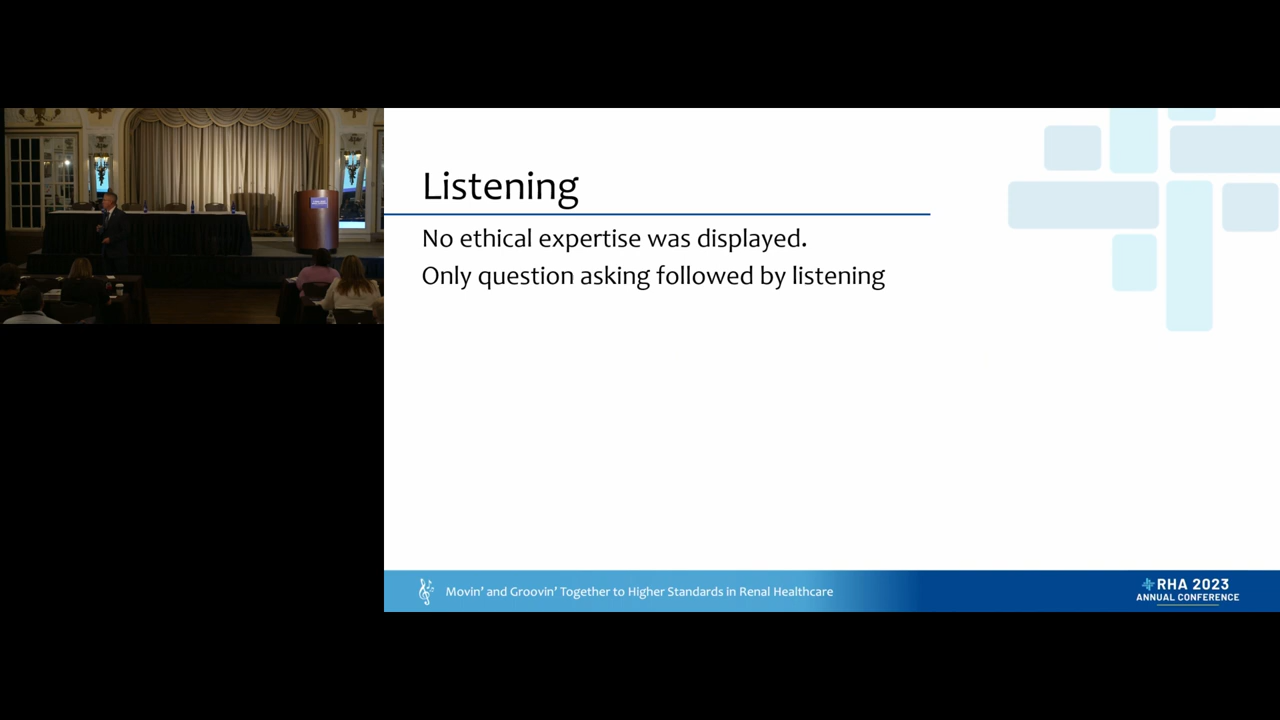 Listening
No ethical expertise was displayed.
Only question asking followed by listening
Movin' and Groovin' Together to Higher Standards in Renal Healthcare
RHA 2023
ANNUAL CONFERENCE